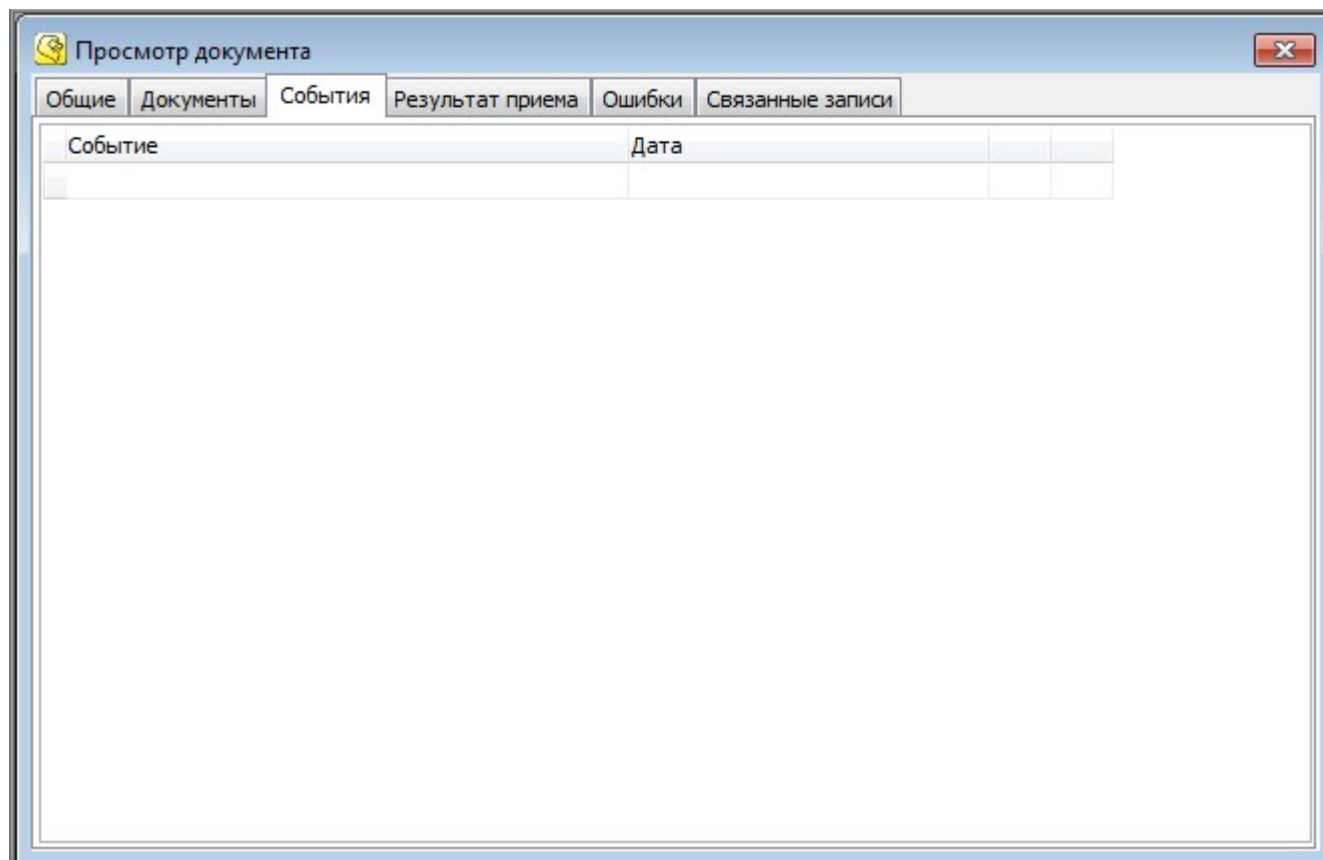 Просмотр документа
Общие Документы События Результат приема Ошибки Связанные записи
Событие Дата